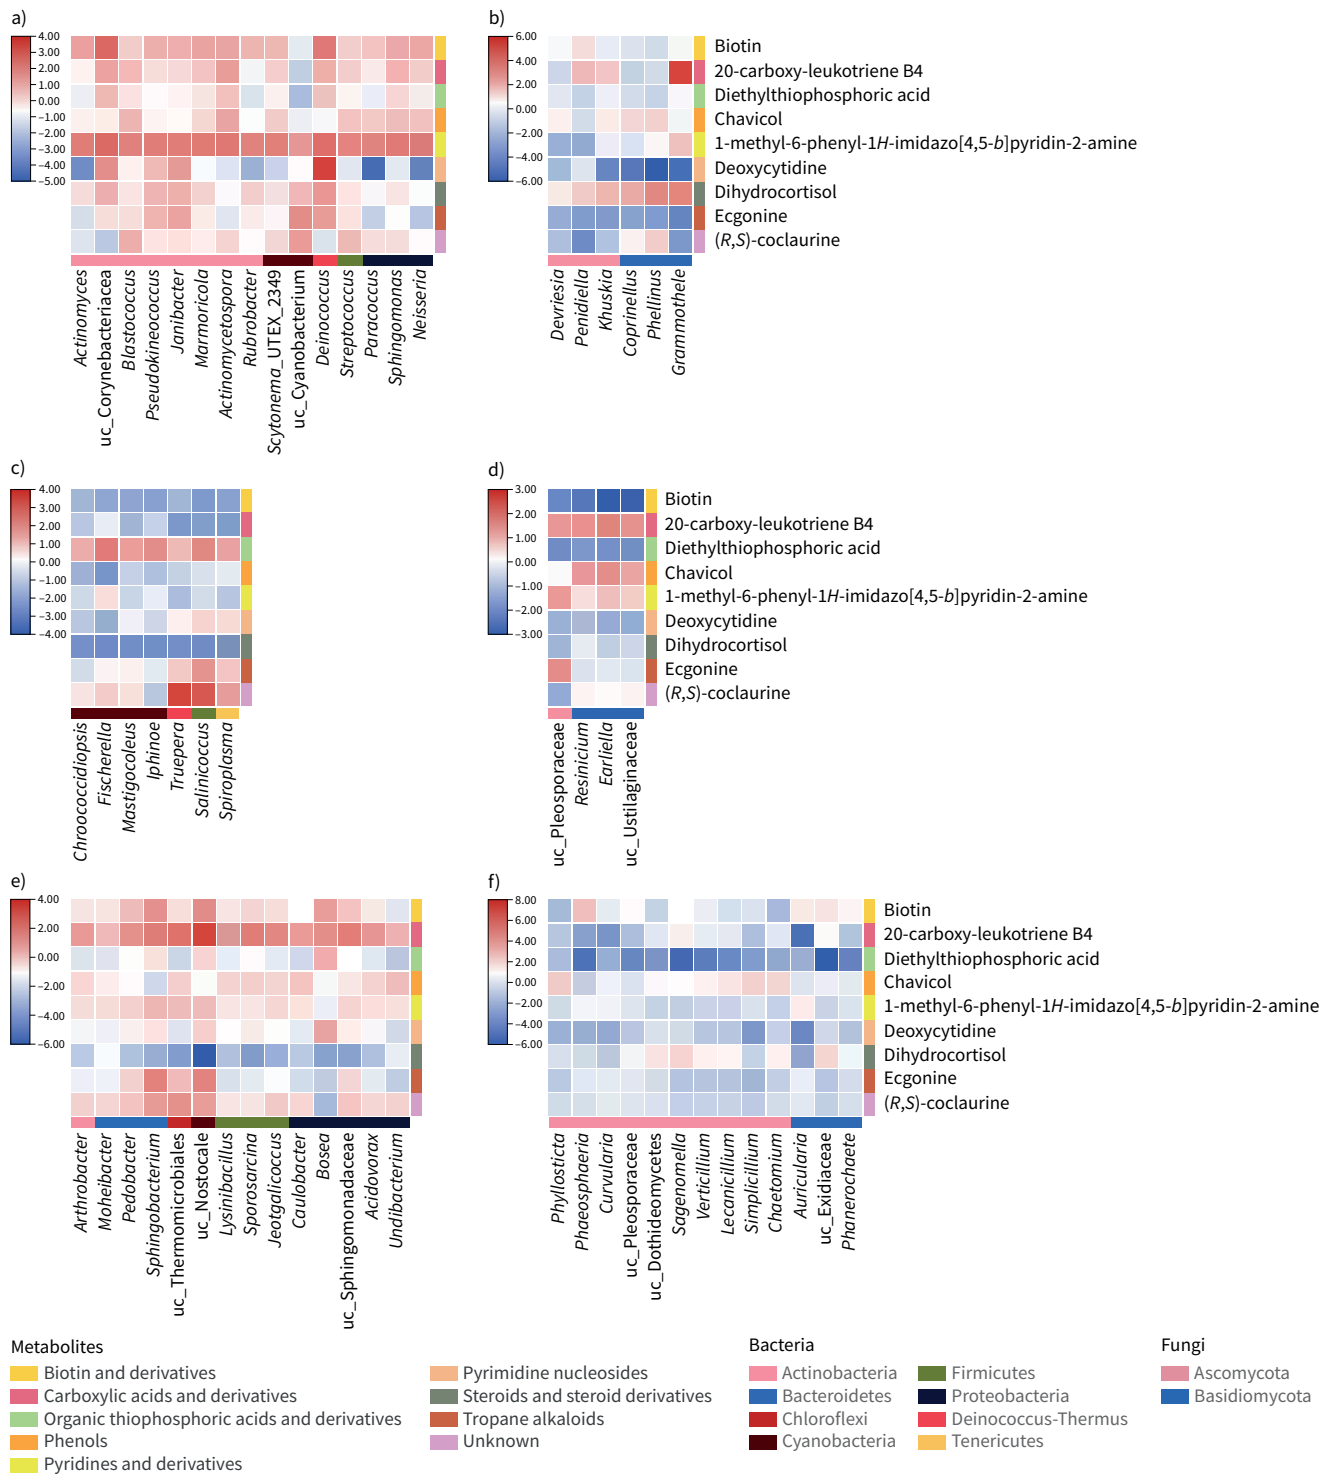 a)
4.00
3.00
2.00
1.00
0.00
−1.00
−2.00
−3.00
−4.00
−5.00
Actinomyces
uc_Corynebacteriacea
Blastococcus
Pseudokineococcus
Janibacter
Marmoricola
Actinomycetospora
Rubrobacter
Scytonema_UTEX_2349
uc_Cyanobacterium
Deinococcus
Streptococcus
Paracoccus
Sphingomonas
Neisseria
b)
6.00
4.00
2.00
0.00
−2.00
−4.00
−6.00
Biotin
20-carboxy-leukotriene B4
Diethylthiophosphoric acid
Chavicol
1-methyl-6-phenyl-1H-imidazo[4,5-b]pyridin-2-amine
Deoxycytidine
Dihydrocortisol
Ecgonine
(R,S)-coclaurine
Devriesia
Penidiella
Khuskia
Coprinellus
Phellinus
Grammothele
c)
4.00
3.00
2.00
1.00
0.00
−1.00
−2.00
−3.00
−4.00
Chroococcidiopsis
Fischerella
Mastigocoleus
Iphinoe
Truepera
Salinicoccus
Spiroplasma
d)
3.00
2.00
1.00
0.00
−1.00
−2.00
−3.00
Biotin
20-carboxy-leukotriene B4
Diethylthiophosphoric acid
Chavicol
1-methyl-6-phenyl-1H-imidazo[4,5-b]pyridin-2-amine
Deoxycytidine
Dihydrocortisol
Ecgonine
(R,S)-coclaurine
uc_Pleosporaceae
Resinicium
Earliella
uc_Ustilaginaceae
e)
4.00
2.00
0.00
−2.00
−4.00
−6.00
Arthrobacter
Moheibacter
Pedobacter
Sphingobacterium
uc_Thermomicrobiales
uc_Nostocale
Lysinibacillus
Sporosarcina
Jeotgalicoccus
Caulobacter
Bosea
uc_Sphingomonadaceae
Acidovorax
Undibacterium
f)
8.00
6.00
4.00
2.00
0.00
−2.00
−4.00
−6.00
Biotin
20-carboxy-leukotriene B4
Diethylthiophosphoric acid
Chavicol
1-methyl-6-phenyl-1H-imidazo[4,5-b]pyridin-2-amine
Deoxycytidine
Dihydrocortisol
Ecgonine
(R,S)-coclaurine
Phyllosticta
Phaeosphaeria
Curvularia
uc_Pleosporaceae
uc_Dothideomycetes
Sagenomella
Verticillium
Lecanicillium
Simplicillium
Chaetomium
Auricularia
uc_Exidiaceae
Phanerochaete
Metabolites
Biotin and derivatives
Carboxylic acids and derivatives
Organic thiophosphoric acids and derivatives
Phenols
Pyridines and derivatives
Pyrimidine nucleosides
Steroids and steroid derivatives
Tropane alkaloids
Unknown
Bacteria
Actinobacteria
Bacteroidetes
Chloroflexi
Cyanobacteria
Firmicutes
Proteobacteria
Deinococcus-Thermus
Tenericutes
Fungi
Ascomycota
Basidiomycota